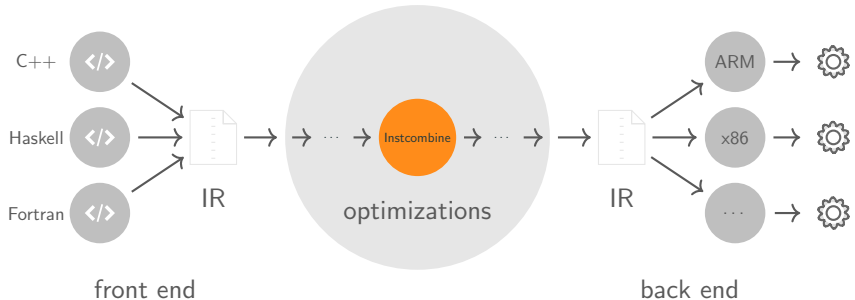 C++
</>
ARM
Haskell
</>
... Instcombine ...
x86
Fortran
</>
IR
optimizations
IR
...
front end
back end